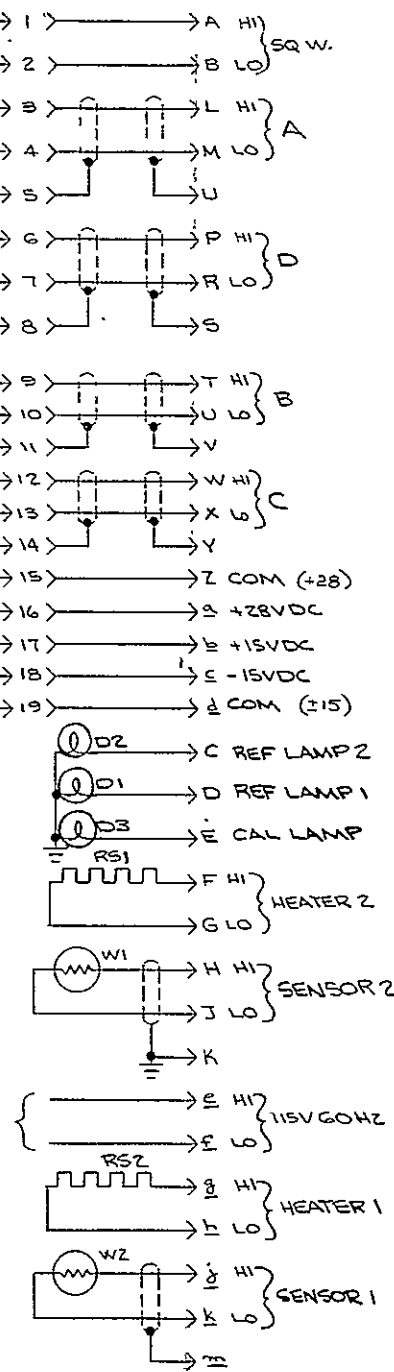 1 A HI
SQ W.
2 B LO
3 L HI
A
4 M LO
5 U
6 P HI
D
7 R LO
8 S
9 T HI
B
10 U LO
11 V
12 W HI
C
13 X LO
14 Y
15 Z COM (+28)
16 a +28VDC
17 b +15VDC
18 c -15VDC
19 d COM (±15)
D2 C REF LAMP 2
D1 D REF LAMP 1
D3 E CAL LAMP
RS1
F HI
HEATER 2
G LO
W1 H HI
SENSOR 2
J LO
K
e HI
115V 60HZ
f LO
RS2
g HI
HEATER 1
h LO
W2 j HI
SENSOR 1
k LO
m